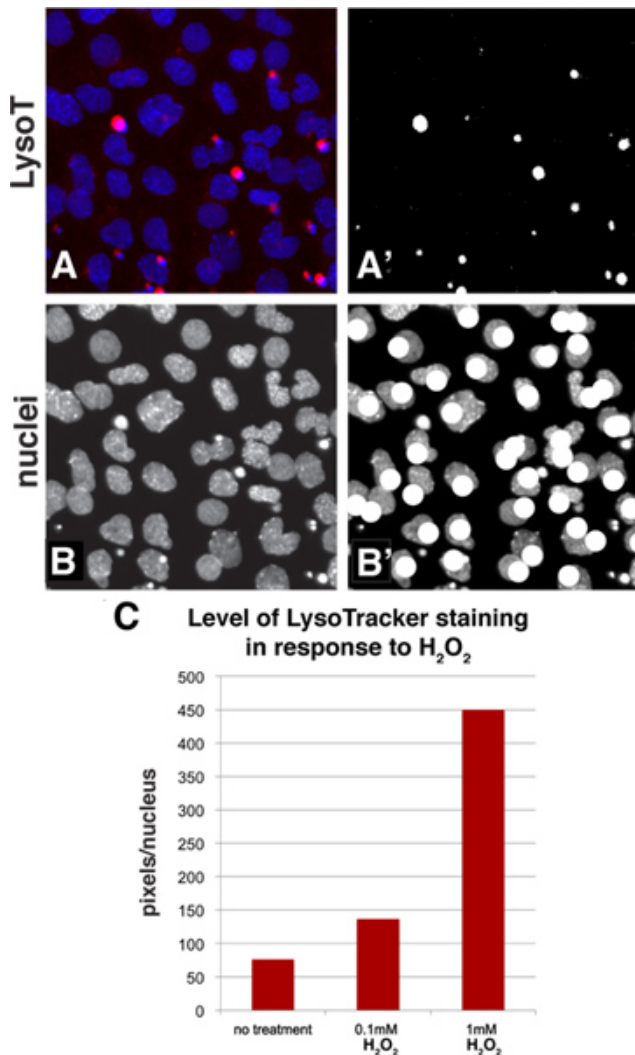 LysoT
A
A'
nuclei
B
B'
C
Level of LysoTracker staining
in response to H₂O₂
pixels/nucleus
500
450
400
350
300
250
200
150
100
50
0
no treatment
0.1mM
H₂O₂
1mM
H₂O₂